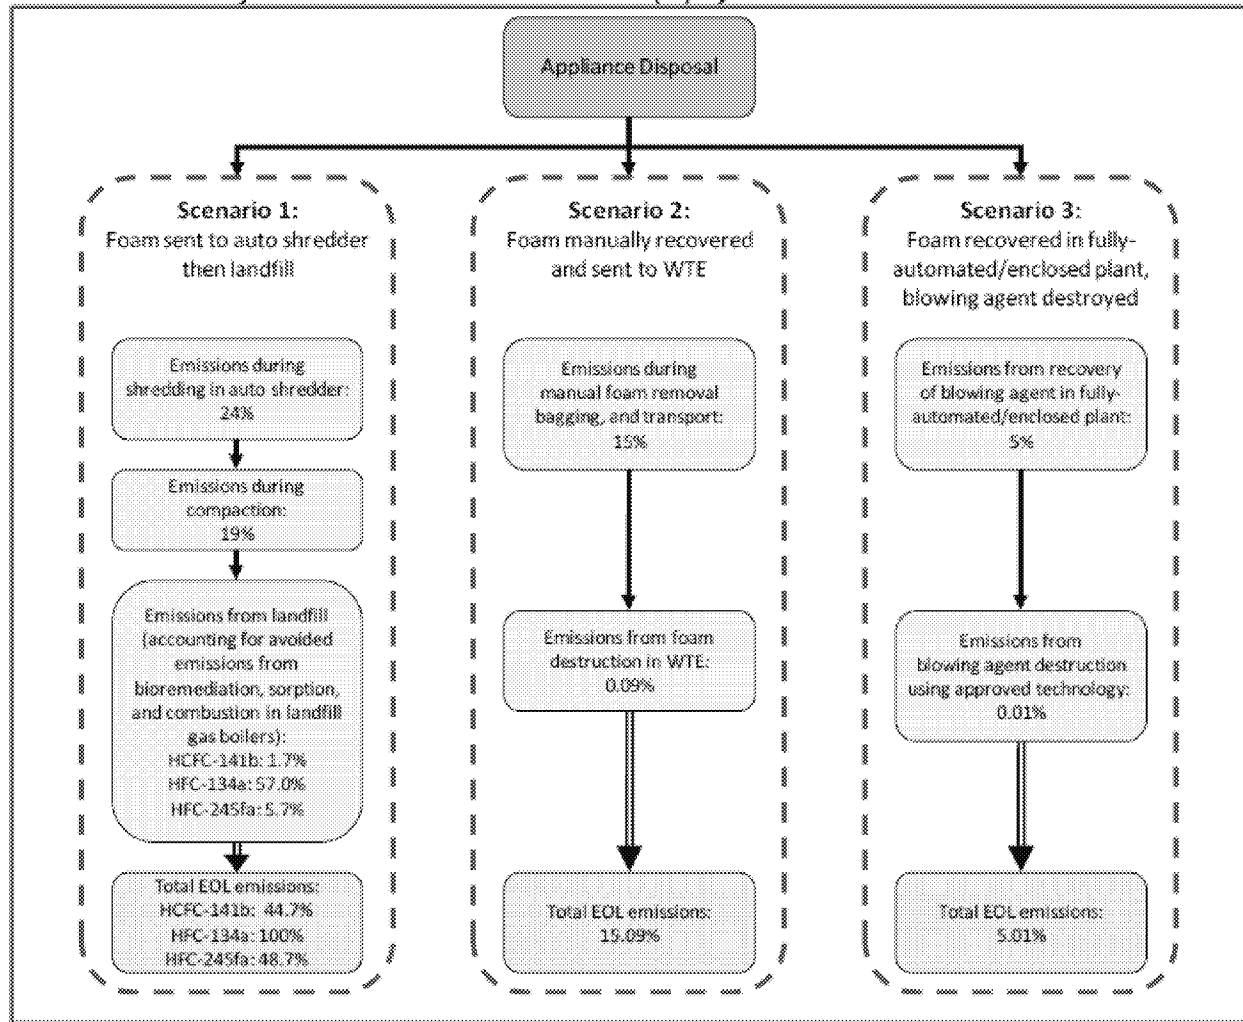 Appliance Disposal
Scenario 1:
Foam sent to auto shredder
then landfill
Emissions during
shredding in auto shredder:
24%
Emissions during
compaction:
19%
Emissions from landfill
(accounting for avoided
emissions from
bioremediation, sorption,
and combustion in landfill
gas boilers):
HCFC-141b: 1.7%
HFC-134a: 57.0%
HFC-245fa: 5.7%
Total EOL emissions:
HCFC-141b: 44.7%
HFC-134a: 100%
HFC-245fa: 48.7%
Scenario 2:
Foam manually recovered
and sent to WTE
Emissions during
manual foam removal
bagging, and transport:
15%
Emissions from foam
destruction in WTE:
0.09%
Total EOL emissions:
15.09%
Scenario 3:
Foam recovered in fully-
automated/enclosed plant,
blowing agent destroyed
Emissions from recovery
of blowing agent in fully-
automated/enclosed plant:
5%
Emissions from
blowing agent destruction
using approved technology:
0.01%
Total EOL emissions:
5.01%